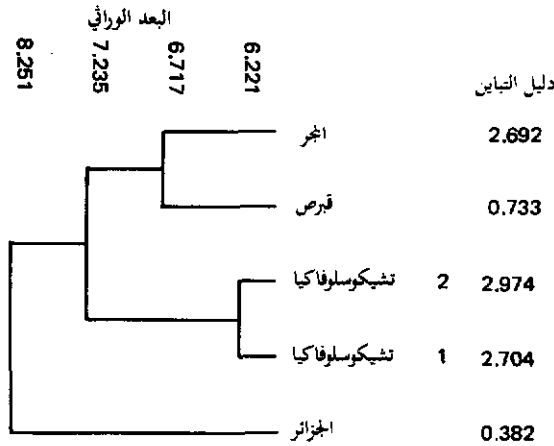 البعد الوراثي
8.251 7.235 6.717 6.221
دليل التباين
المجر 2.692
قبرص 0.733
تشيكوسلوفاكيا 2 2.974
تشيكوسلوفاكيا 1 2.704
الجزائر 0.382